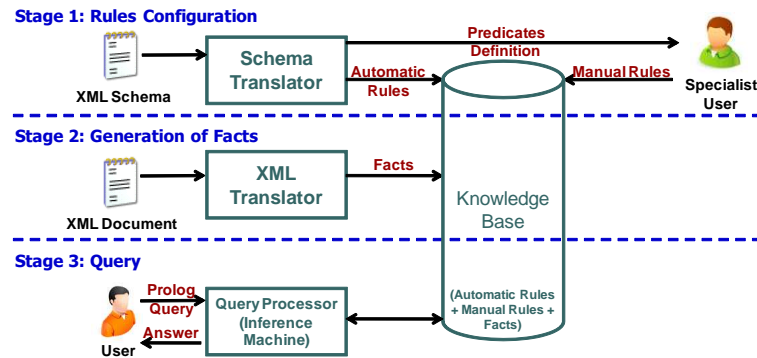 Stage 1: Rules Configuration
XML Schema
Schema
Translator
Predicates
Definition
Automatic
Rules
Manual Rules
Specialist
User
Stage 2: Generation of Facts
XML Document
XML
Translator
Facts
Knowledge
Base
Stage 3: Query
User
Prolog
Query
Answer
Query Processor
(Inference
Machine)
(Automatic Rules
+ Manual Rules +
Facts)